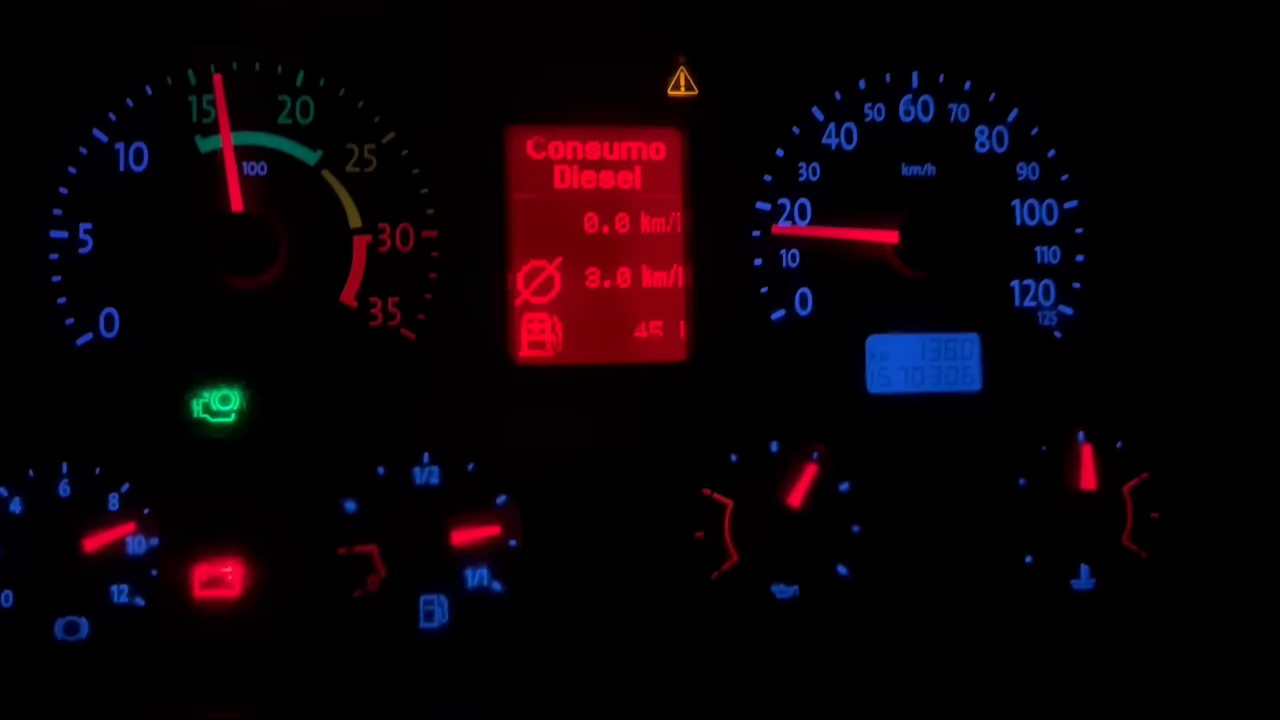 15 20
10 25
100
5 30
0 35
Consumo
Diesel
0.0 km/l
3.0 km/l
45 l
50 60 70
40 80
30 km/h 90
20 100
10 110
0 120
125
1380
1570306
4 6 8
10
0 12
1/2
1/1